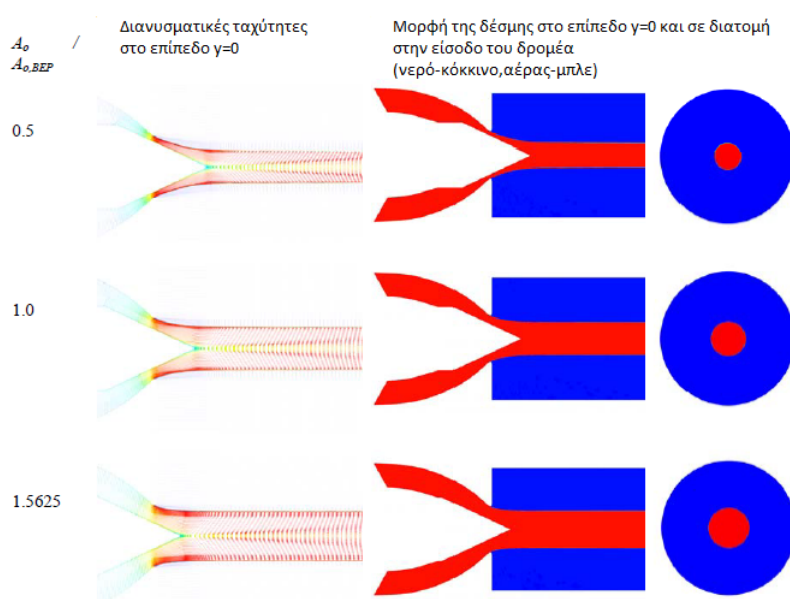 Διανυσματικές ταχύτητες
στο επίπεδο y=0
Μορφή της δέσμης στο επίπεδο y=0 και σε διατομή
στην είσοδο του δρομέα
(νερό-κόκκινο,αέρας-μπλε)
Ao /
Ao,BEP
0.5
1.0
1.5625